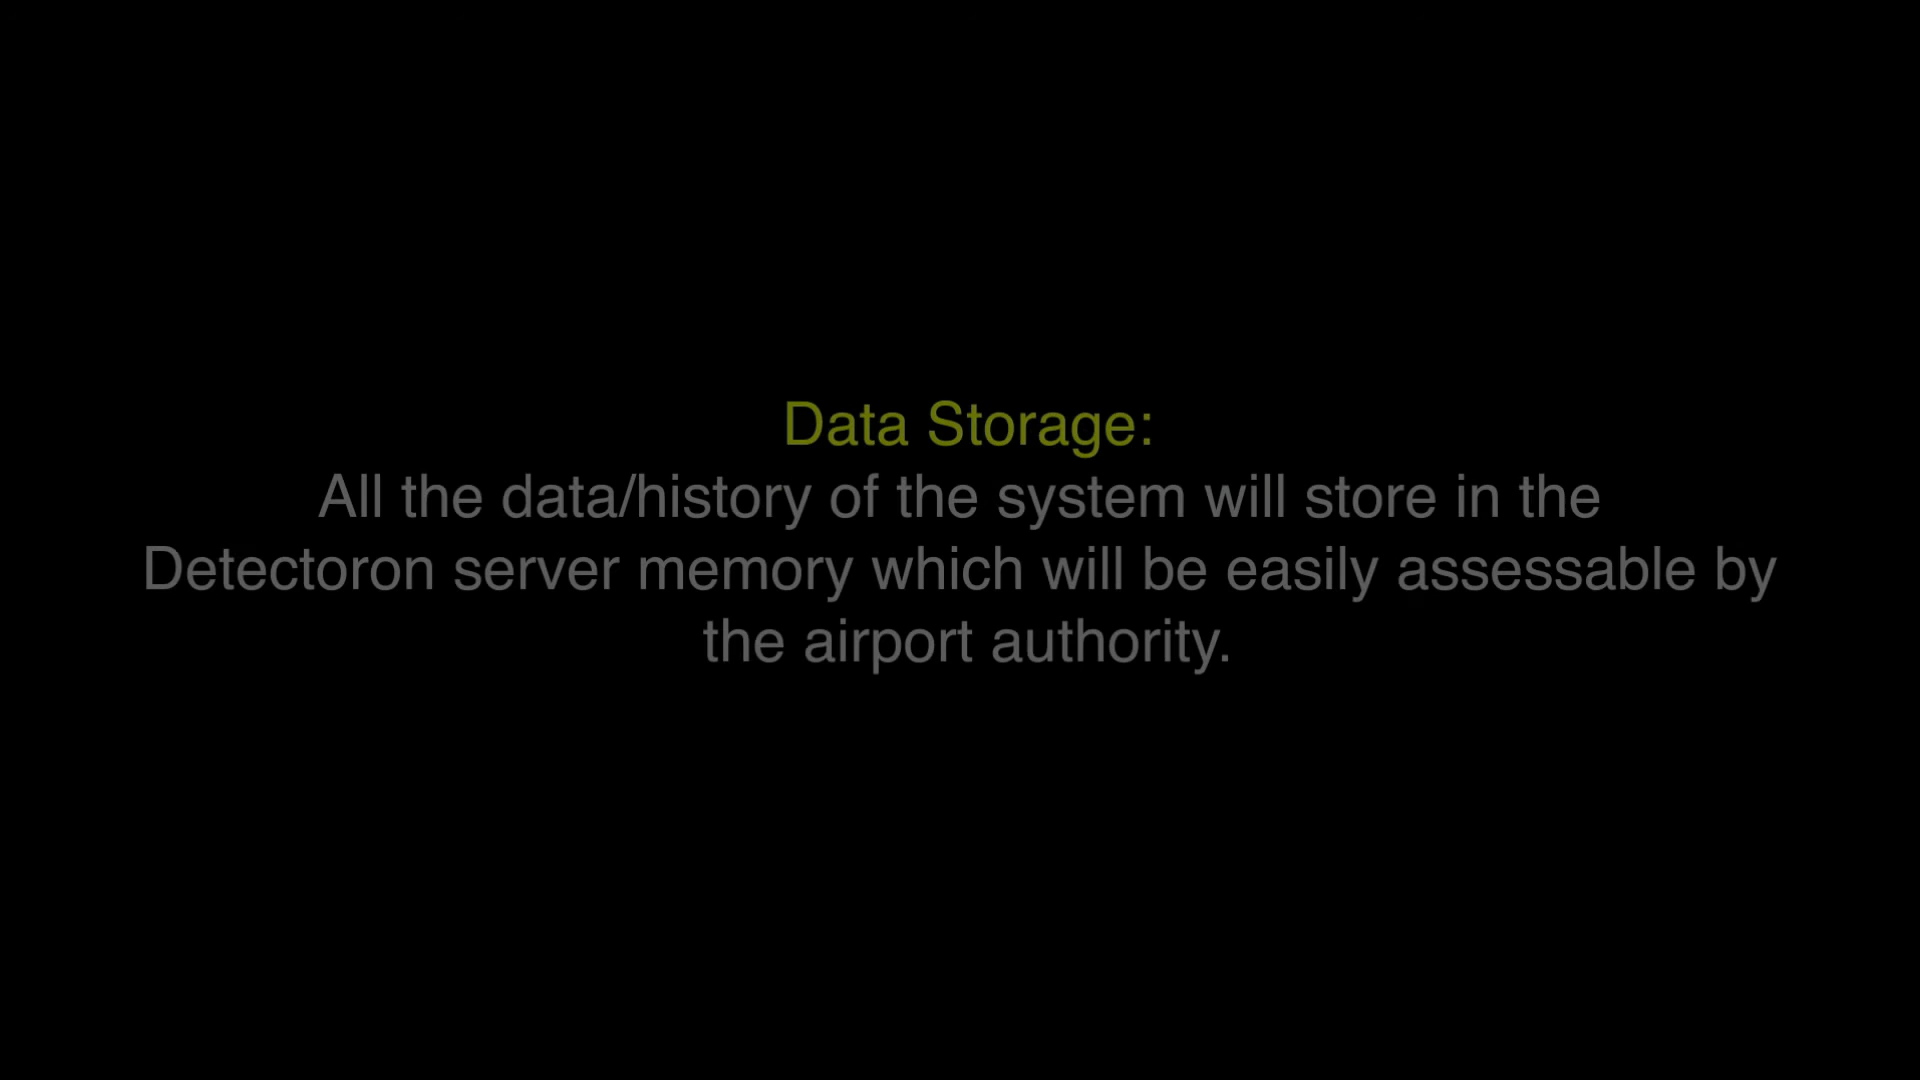 Data Storage:
All the data/history of the system will store in the
Detectoron server memory which will be easily assessable by
the airport authority.